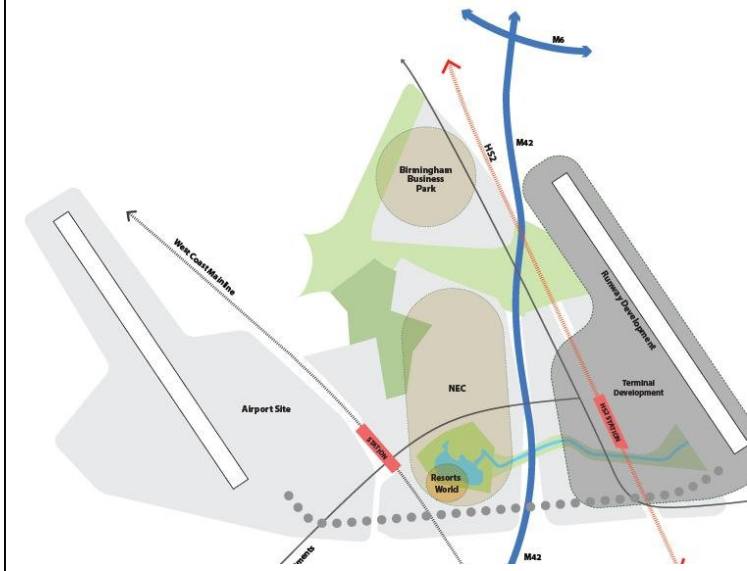 M6
M42
HS2
Birmingham
Business
Park
West Coast Mainline
Runway Development
NEC
Terminal
Development
Airport Site
HS2 STATION
STATION
Resorts
World
M42